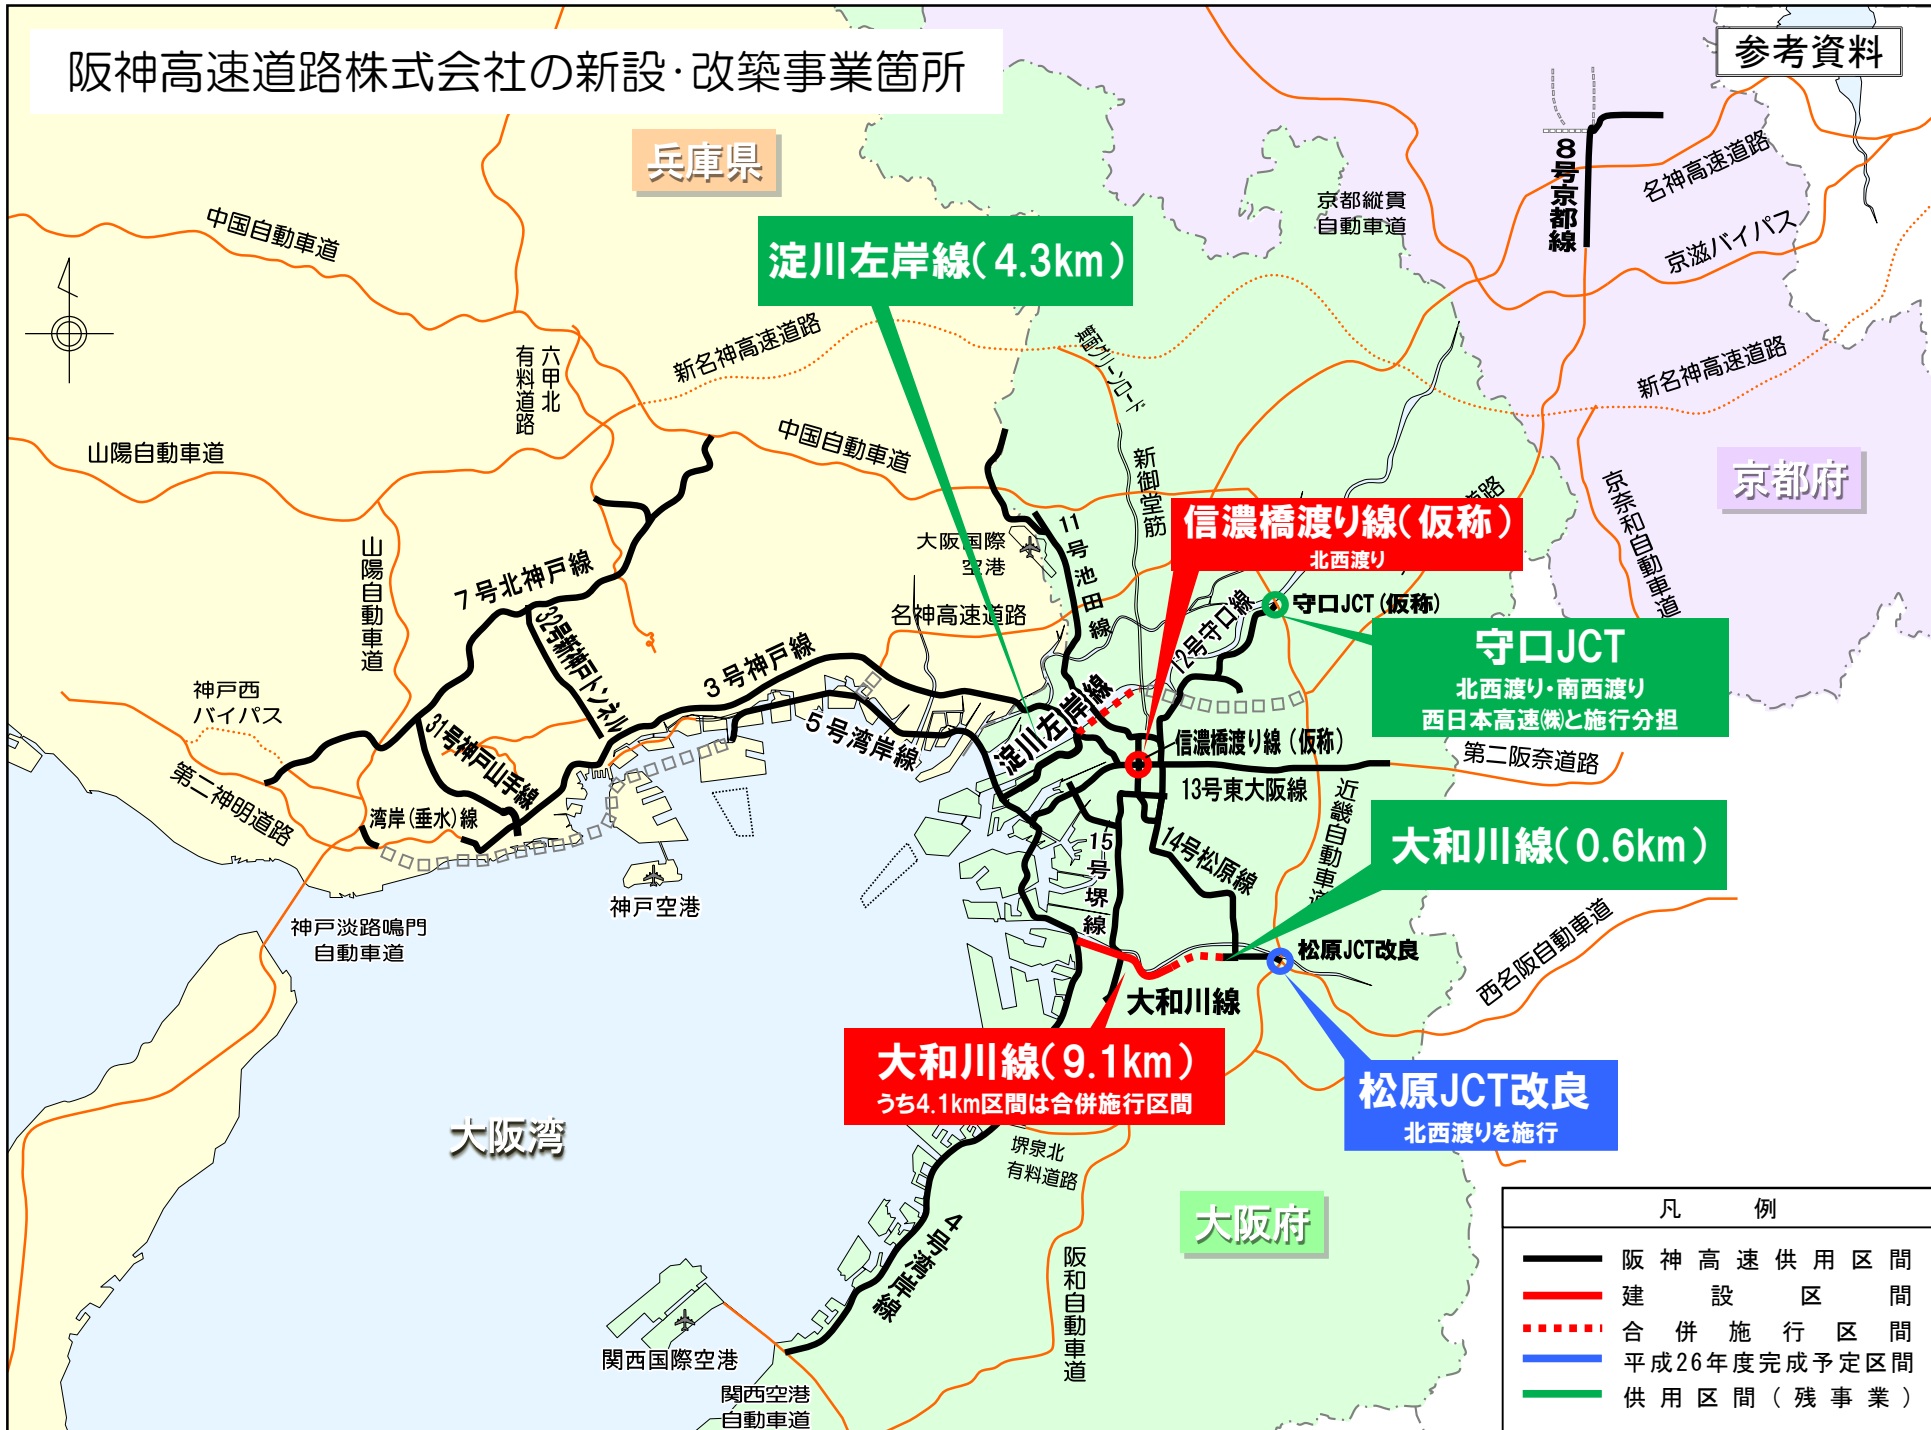 阪神高速道路株式会社の新設・改築事業箇所
参考資料
兵庫県
中国自動車道
8号京都線
名神高速道路
京都縦貫
自動車道
京滋バイパス
淀川左岸線(4.3km)
新名神高速道路
六甲北
有料道路
箕面グリーンロード
新名神高速道路
山陽自動車道
中国自動車道
新御堂筋
京都府
京奈和自動車道
道路
信濃橋渡り線(仮称)
北西渡り
11号池田線
大阪国際
空港
山陽自動車道
7号北神戸線
32号新神戸トンネル
名神高速道路
12号守口線
守口JCT(仮称)
守口JCT
北西渡り・南西渡り
西日本高速㈱と施行分担
3号神戸線
神戸西
バイパス
31号神戸山手線
5号湾岸線
淀川左岸線
信濃橋渡り線(仮称)
第二阪奈道路
13号東大阪線
近畿自動車道
第二神明道路
湾岸(垂水)線
15号堺線
14号松原線
大和川線(0.6km)
神戸空港
神戸淡路鳴門
自動車道
松原JCT改良
西名阪自動車道
大和川線
大和川線(9.1km)
うち4.1km区間は合併施行区間
松原JCT改良
北西渡りを施行
大阪湾
堺泉北
有料道路
大阪府
4号湾岸線
阪和自動車道
関西国際空港
関西空港
自動車道
凡例
阪神高速供用区間
建設区間
合併施行区間
平成26年度完成予定区間
供用区間(残事業)